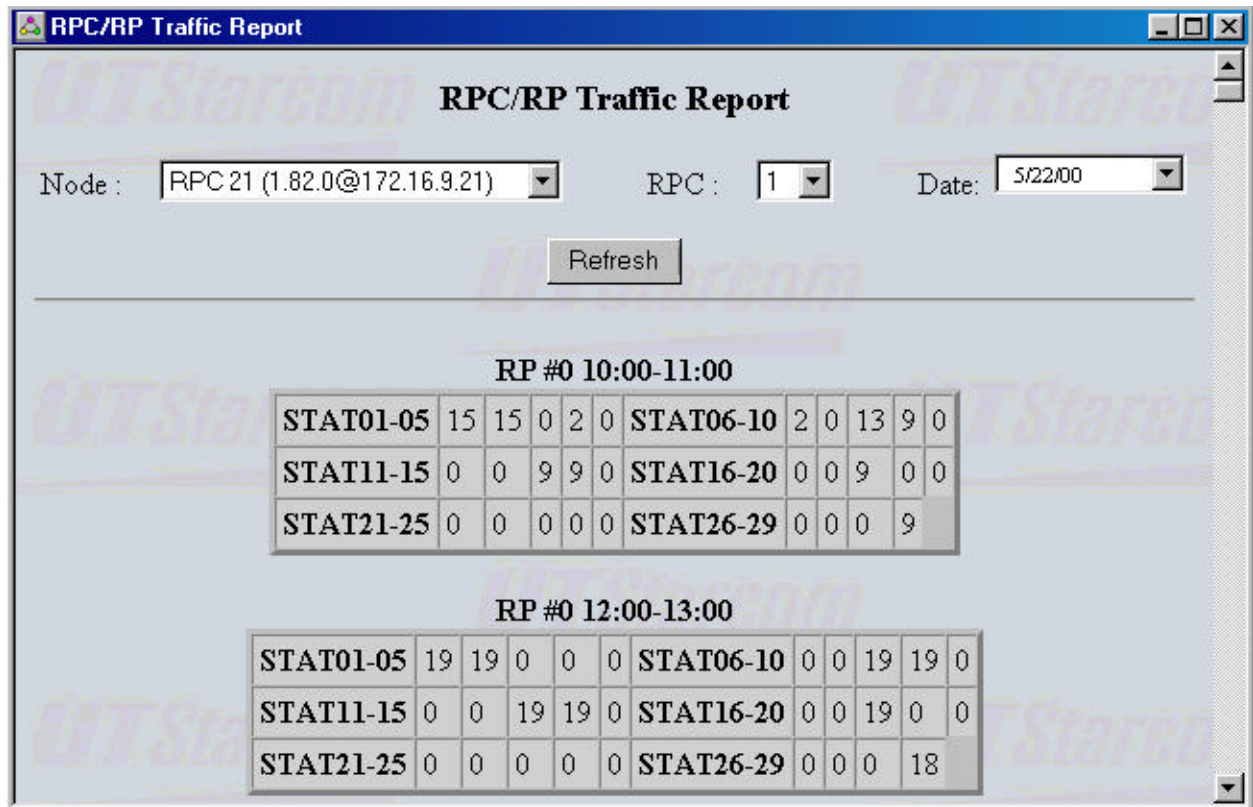 RPC/RP Traffic Report
UTStarcom UTStarcom
RPC/RP Traffic Report
Node : RPC 21 (1.82.0@172.16.9.21) RPC : 1 Date: 5/22/00
Refresh
UTStarcom
RP #0 10:00-11:00
STAT01-05 15 15 0 2 0 STAT06-10 2 0 13 9 0
STAT11-15 0 0 9 9 0 STAT16-20 0 0 9 0 0
STAT21-25 0 0 0 0 0 STAT26-29 0 0 0 9
UTStarcom
RP #0 12:00-13:00
STAT01-05 19 19 0 0 0 STAT06-10 0 0 19 19 0
STAT11-15 0 0 19 19 0 STAT16-20 0 0 19 0 0
STAT21-25 0 0 0 0 0 STAT26-29 0 0 0 18